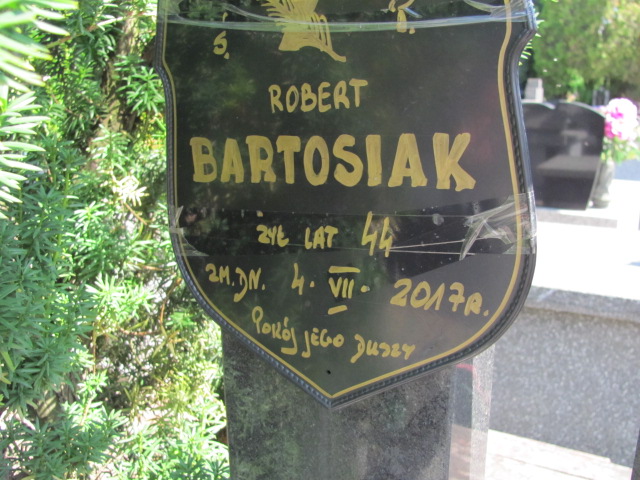 Ś. P.
ROBERT
BARTOSIAK
ŻYŁ LAT 44
ZM. DN. 4. VII. 2017R.
Pokój jego Duszy